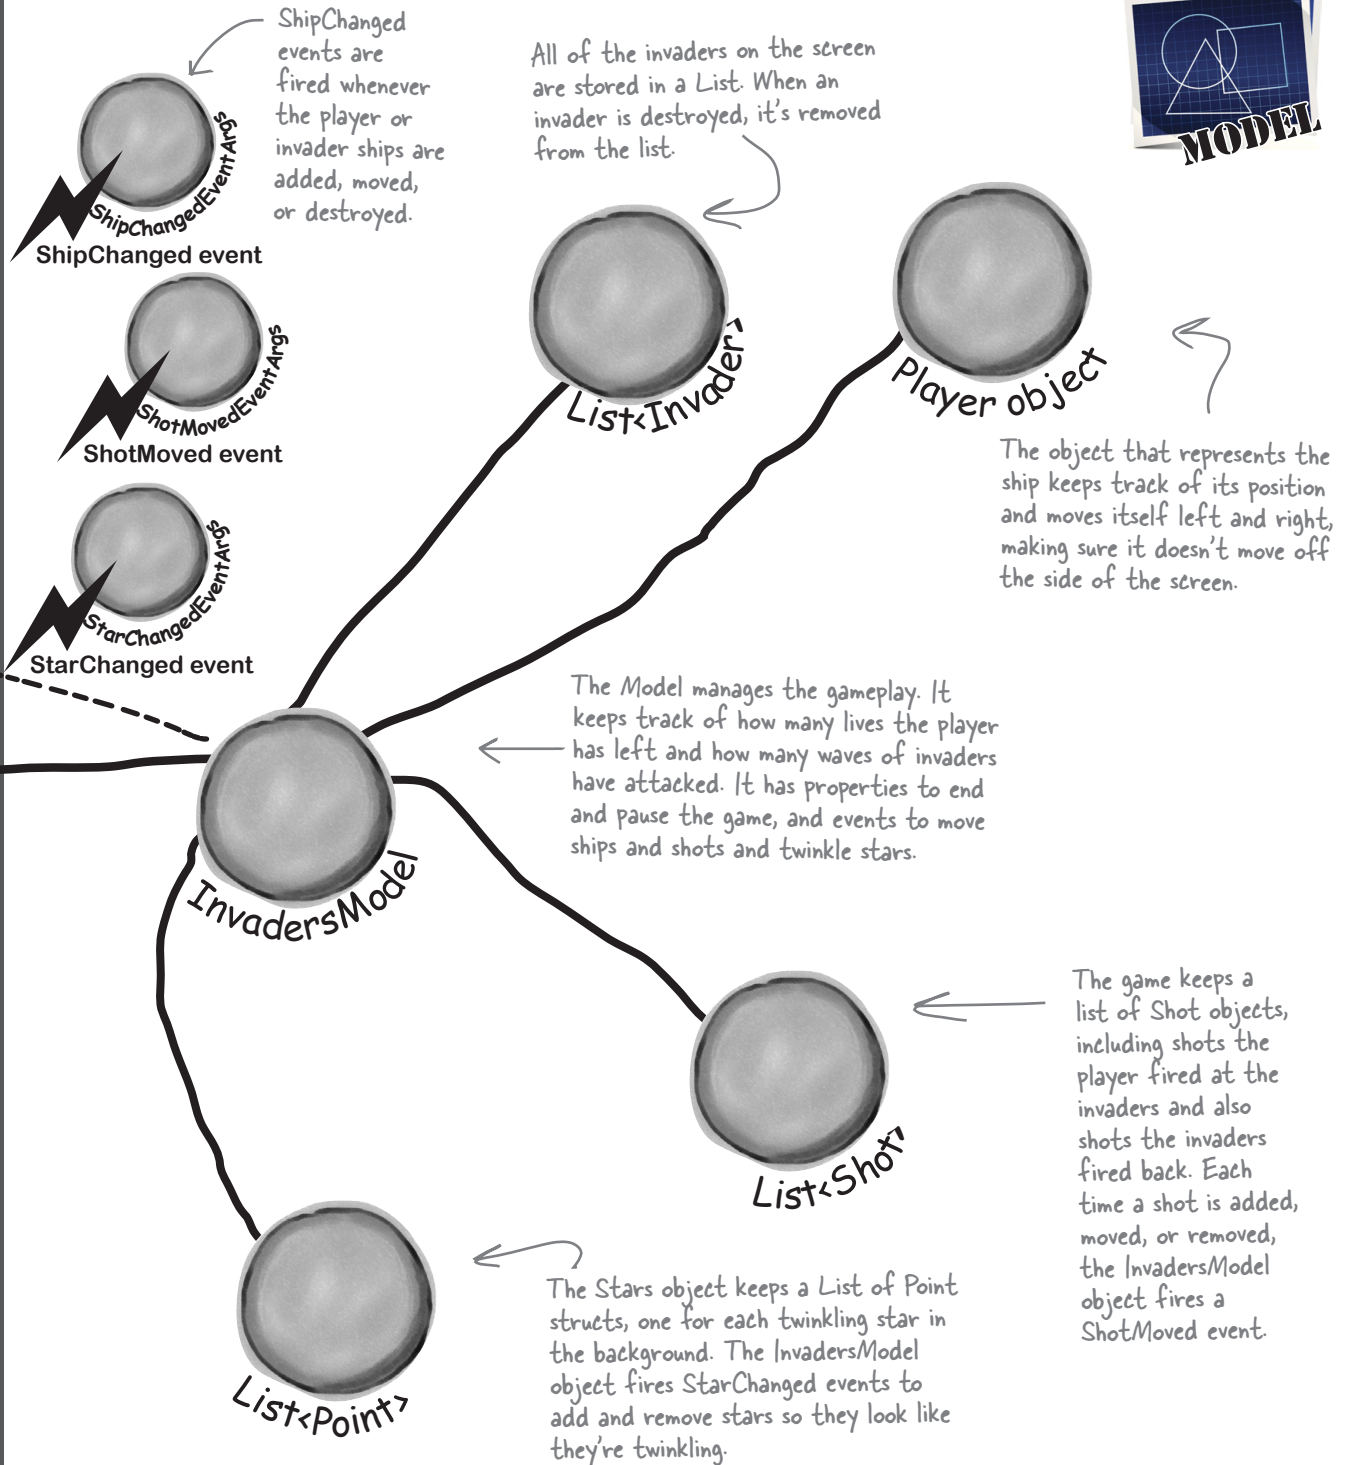 ShipChanged
events are
fired whenever
the player or
invader ships are
added, moved,
or destroyed.
All of the invaders on the screen
are stored in a List. When an
invader is destroyed, it's removed
from the list.
MODEL
ShipChangedEventArgs
ShipChanged event
ShotMovedEventArgs
ShotMoved event
StarChangedEventArgs
StarChanged event
List<Invader>
Player object
The object that represents the
ship keeps track of its position
and moves itself left and right,
making sure it doesn't move off
the side of the screen.
The Model manages the gameplay. It
keeps track of how many lives the player
has left and how many waves of invaders
have attacked. It has properties to end
and pause the game, and events to move
ships and shots and twinkle stars.
InvadersModel
The game keeps a
list of Shot objects,
including shots the
player fired at the
invaders and also
shots the invaders
fired back. Each
time a shot is added,
moved, or removed,
the InvadersModel
object fires a
ShotMoved event.
List<Shot>
The Stars object keeps a List of Point
structs, one for each twinkling star in
the background. The InvadersModel
object fires StarChanged events to
add and remove stars so they look like
they're twinkling.
List<Point>